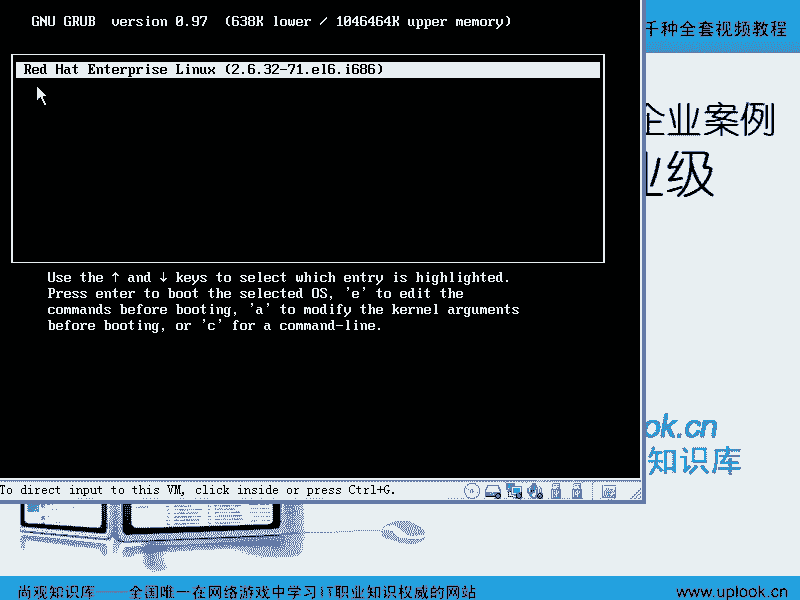 GNU GRUB  version 0.97  (638K lower / 1046464K upper memory)
千种全套视频教程
Red Hat Enterprise Linux (2.6.32-71.el6.i686)
企业案例
业级
Use the ↑ and ↓ keys to select which entry is highlighted.
Press enter to boot the selected OS, 'e' to edit the
commands before booting, 'a' to modify the kernel arguments
before booting, or 'c' for a command-line.
ok.cn
知识库
To direct input to this VM, click inside or press Ctrl+G.
尚观知识库——全国唯一在网络游戏中学习IT职业知识权威的网站
www.uplook.cn